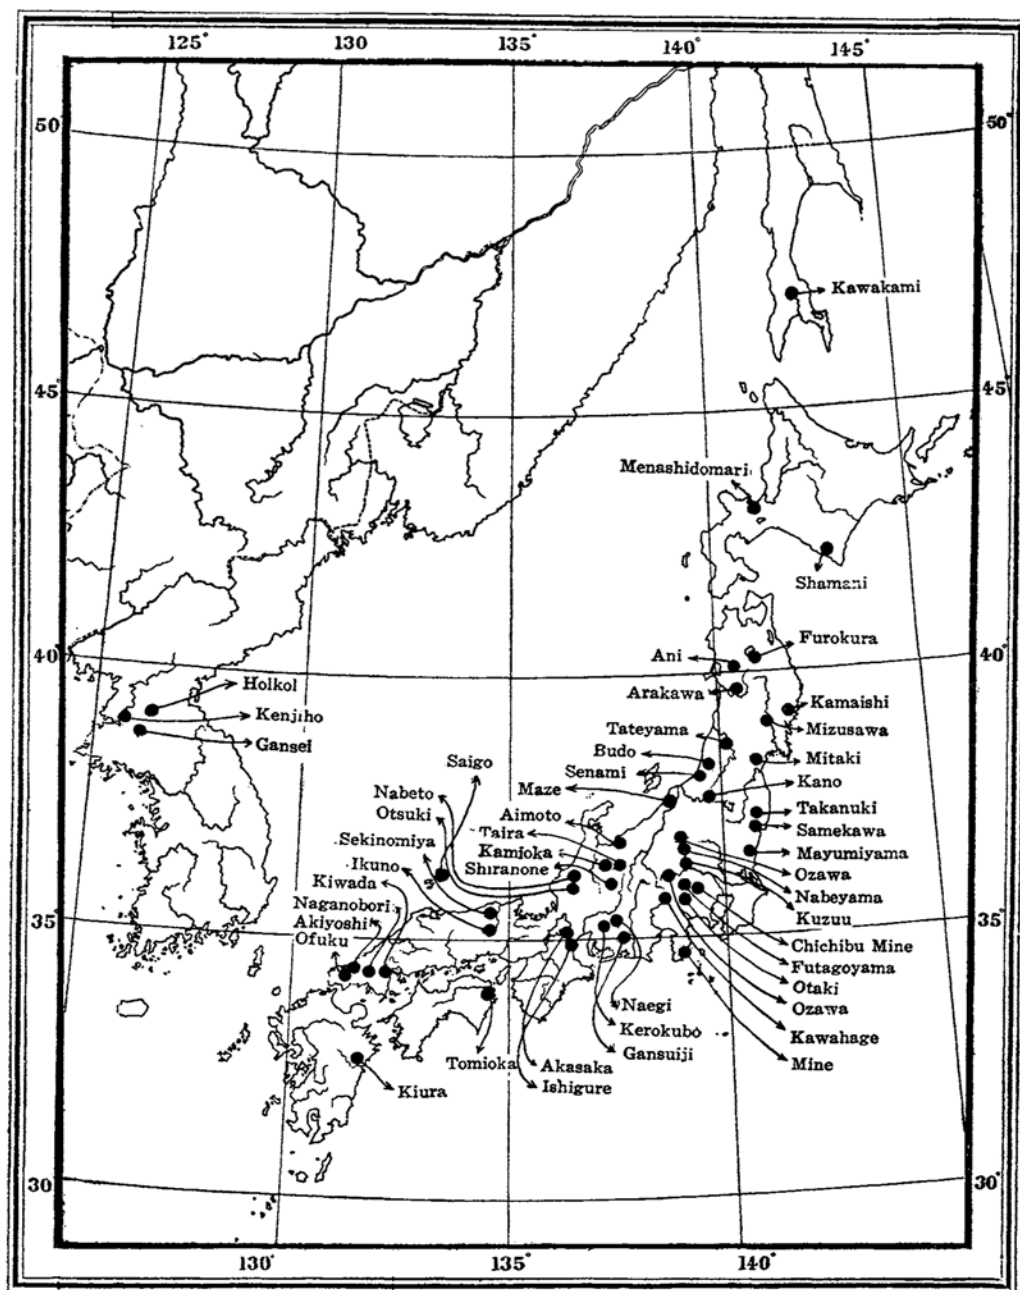 125° 130 135° 140° 145°
50° 50°
Kawakami
45° 45°
Menashidomari
Shamani
40° 40°
Furokura
Ani
Arakawa
Holkol
Kenjiho
Gansei
Kamaishi
Mizusawa
Tateyama
Budo
Mitaki
Saigo
Senami
Kano
Nabeto
Maze
Otsuki
Aimoto
Takanuki
Sekinomiya
Taira
Samekawa
Ikuno
Kamioka
Mayumiyama
Kiwada
Shiranone
Ozawa
Naganobori
Nabeyama
Akiyoshi
Kuzuu
35° 35°
Ofuku
Chichibu Mine
Futagoyama
Otaki
Naegi
Ozawa
Kerokubo
Kawahage
Gansuiji
Tomioka
Akasaka
Mine
Kiura
Ishigure
30 30°
130° 135° 140°